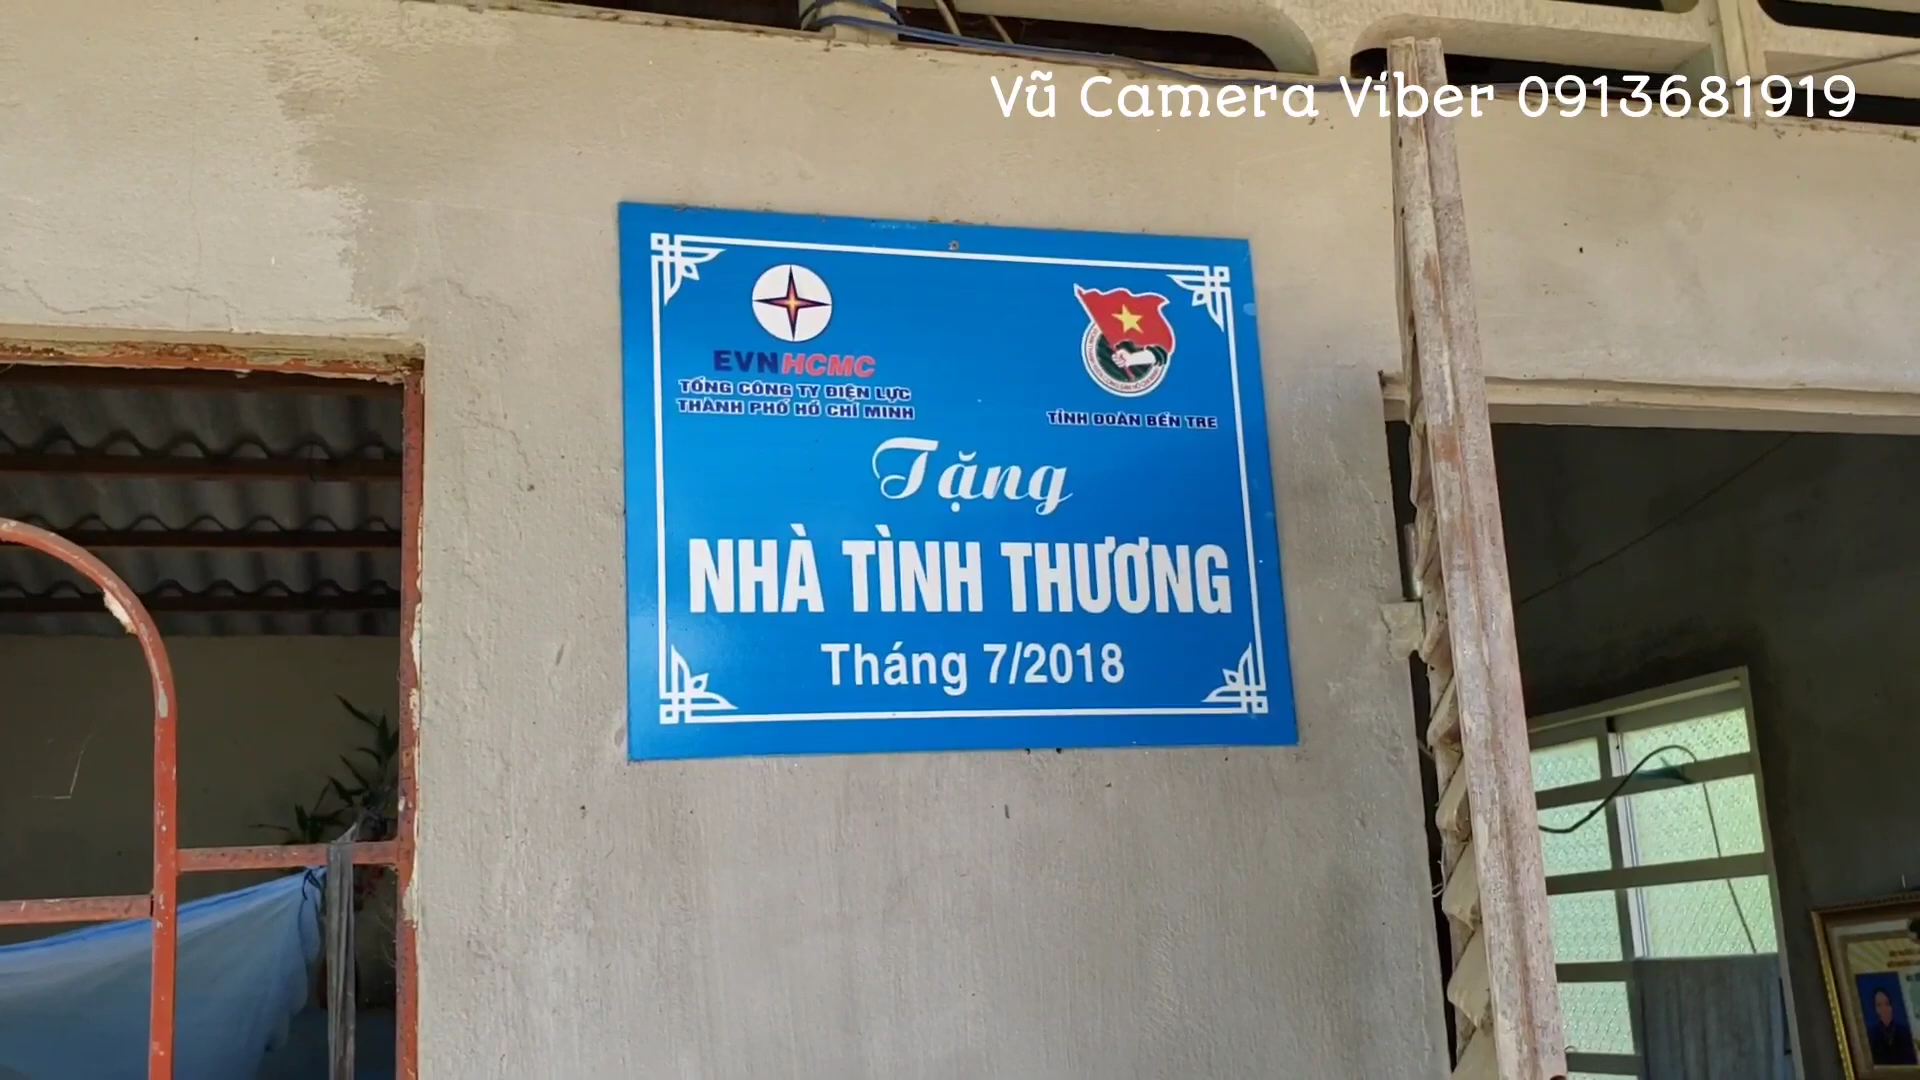 Vũ Camera Viber 0913681919
EVNHCMC
TỔNG CÔNG TY ĐIỆN LỰC
THÀNH PHỐ HỒ CHÍ MINH
TỈNH ĐOÀN BẾN TRE
Tặng
NHÀ TÌNH THƯƠNG
Tháng 7/2018